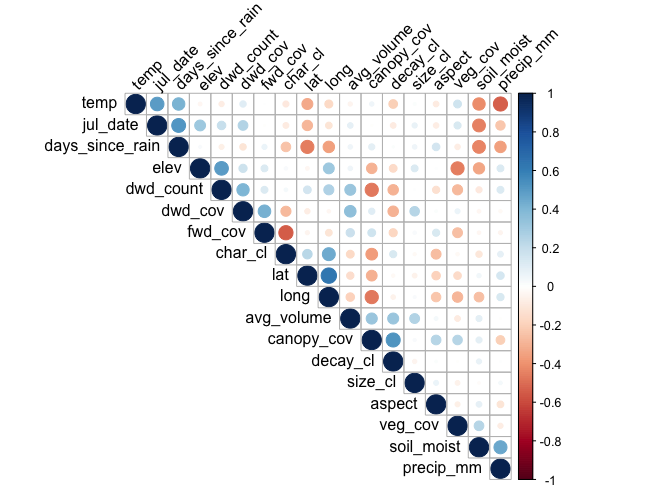 temp
jul_date
days_since_rain
elev
dwd_count
dwd_cov
fwd_cov
char_cl
lat
long
avg_volume
canopy_cov
decay_cl
size_cl
aspect
veg_cov
soil_moist
precip_mm
temp
jul_date
days_since_rain
elev
dwd_count
dwd_cov
fwd_cov
char_cl
lat
long
avg_volume
canopy_cov
decay_cl
size_cl
aspect
veg_cov
soil_moist
precip_mm
1
0.8
0.6
0.4
0.2
0
-0.2
-0.4
-0.6
-0.8
-1